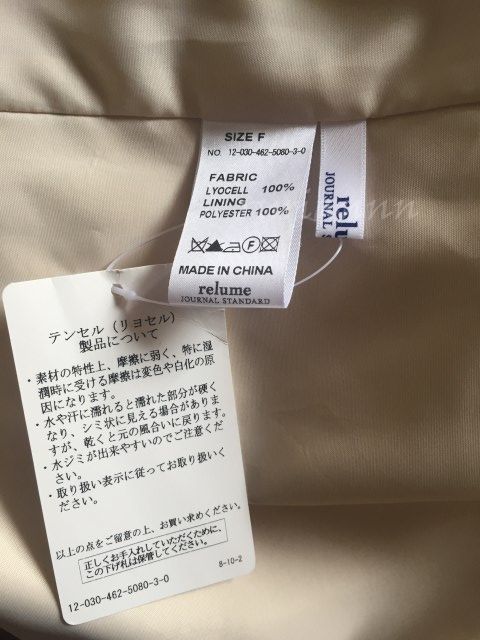 SIZE F
NO. 12-030-462-5080-3-0
FABRIC
LYOCELL 100%
LINING
POLYESTER 100%
F
MADE IN CHINA
relume
JOURNAL STANDARD
relu
JOURNAL S
テンセル（リヨセル）
製品について
・素材の特性上、摩擦に弱く、特に湿
潤時に受ける摩擦は変色や白化の原
因になります。
・水や汗に濡れると濡れた部分が硬く
なり、シミ状に見える場合がありま
すが、乾くと元の風合いに戻ります。
・水ジミが出来やすいのでご注意くだ
さい。
・取り扱い表示に従ってお取り扱いく
ださい。
以上の点をご留意の上、お買い求めください。
正しくお手入れしていただくために、
この下げ札は保管してください。
8-10-2
12-030-462-5080-3-0